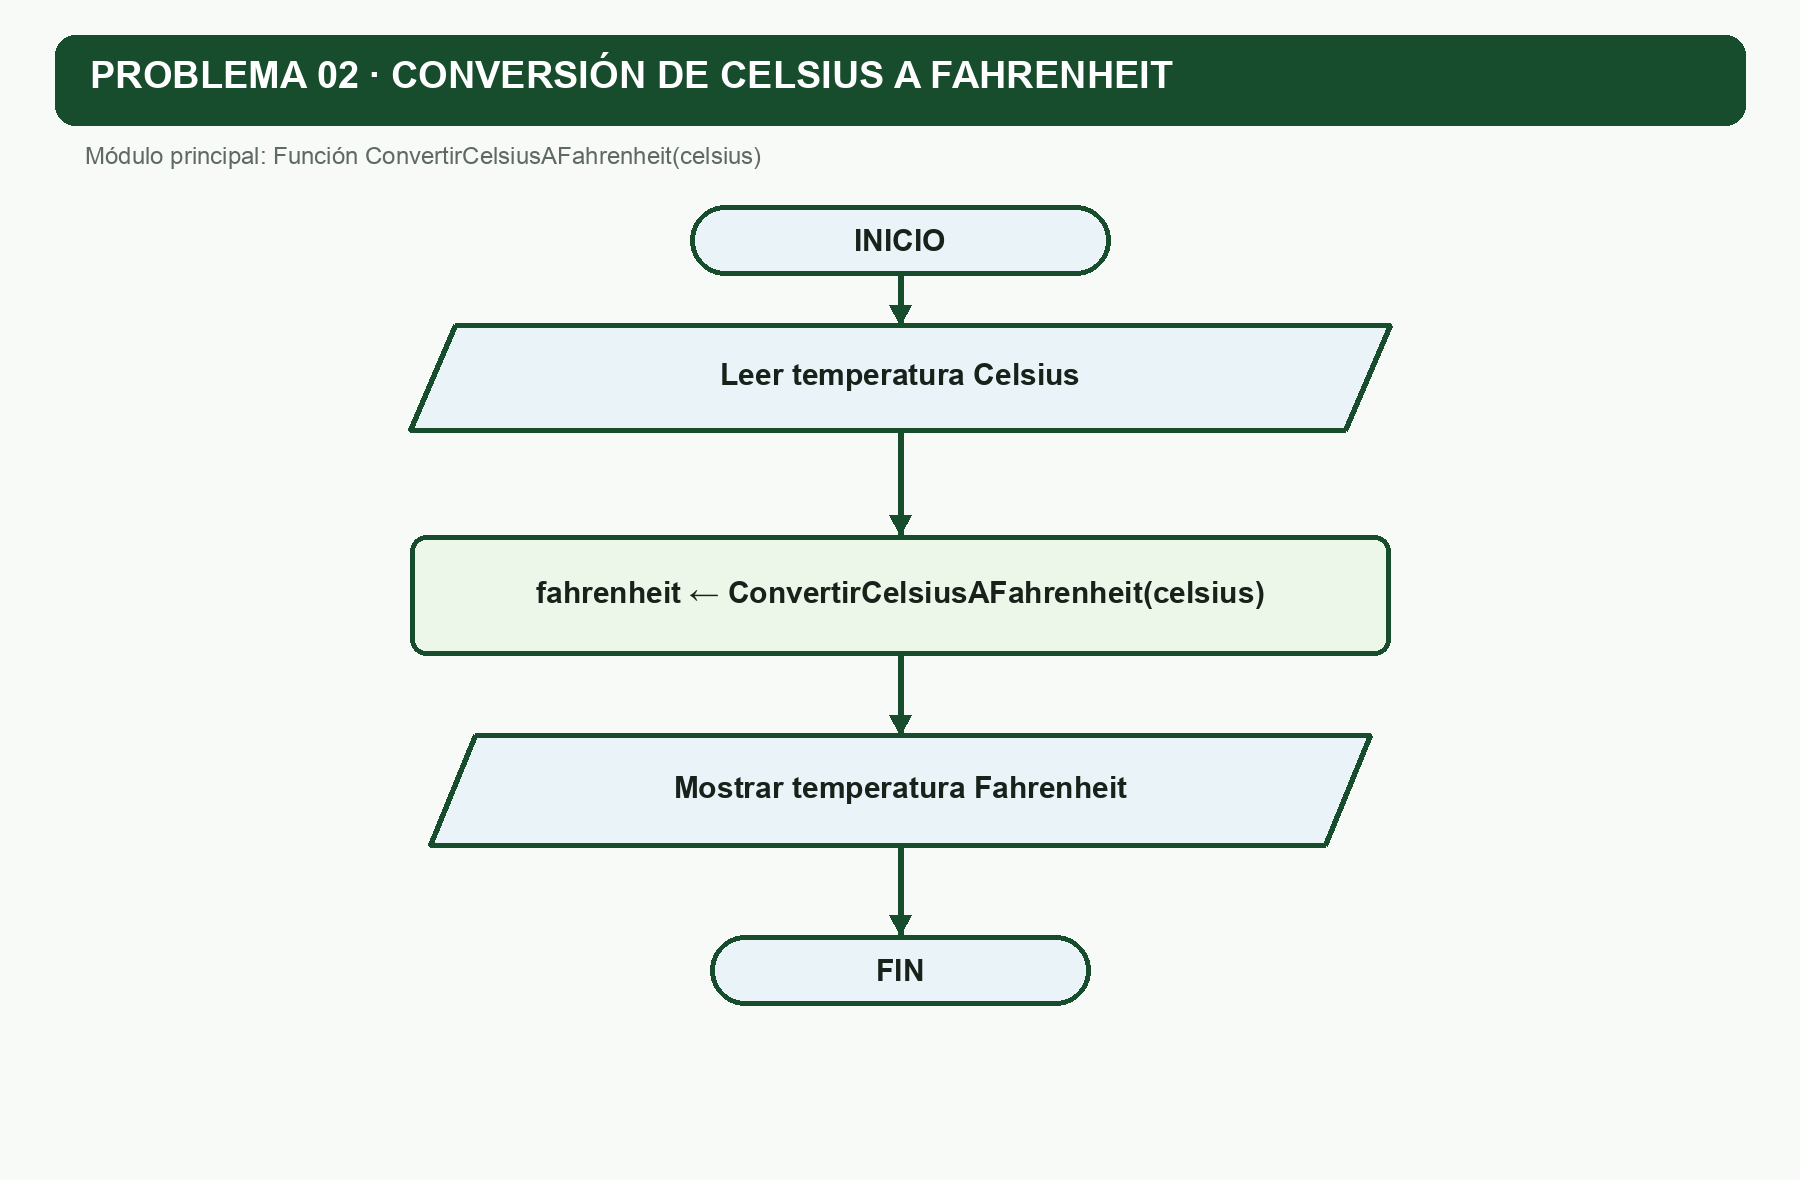 PROBLEMA 02 · CONVERSIÓN DE CELSIUS A FAHRENHEIT
Módulo principal: Función ConvertirCelsiusAFahrenheit(celsius)
INICIO
Leer temperatura Celsius
fahrenheit ← ConvertirCelsiusAFahrenheit(celsius)
Mostrar temperatura Fahrenheit
FIN